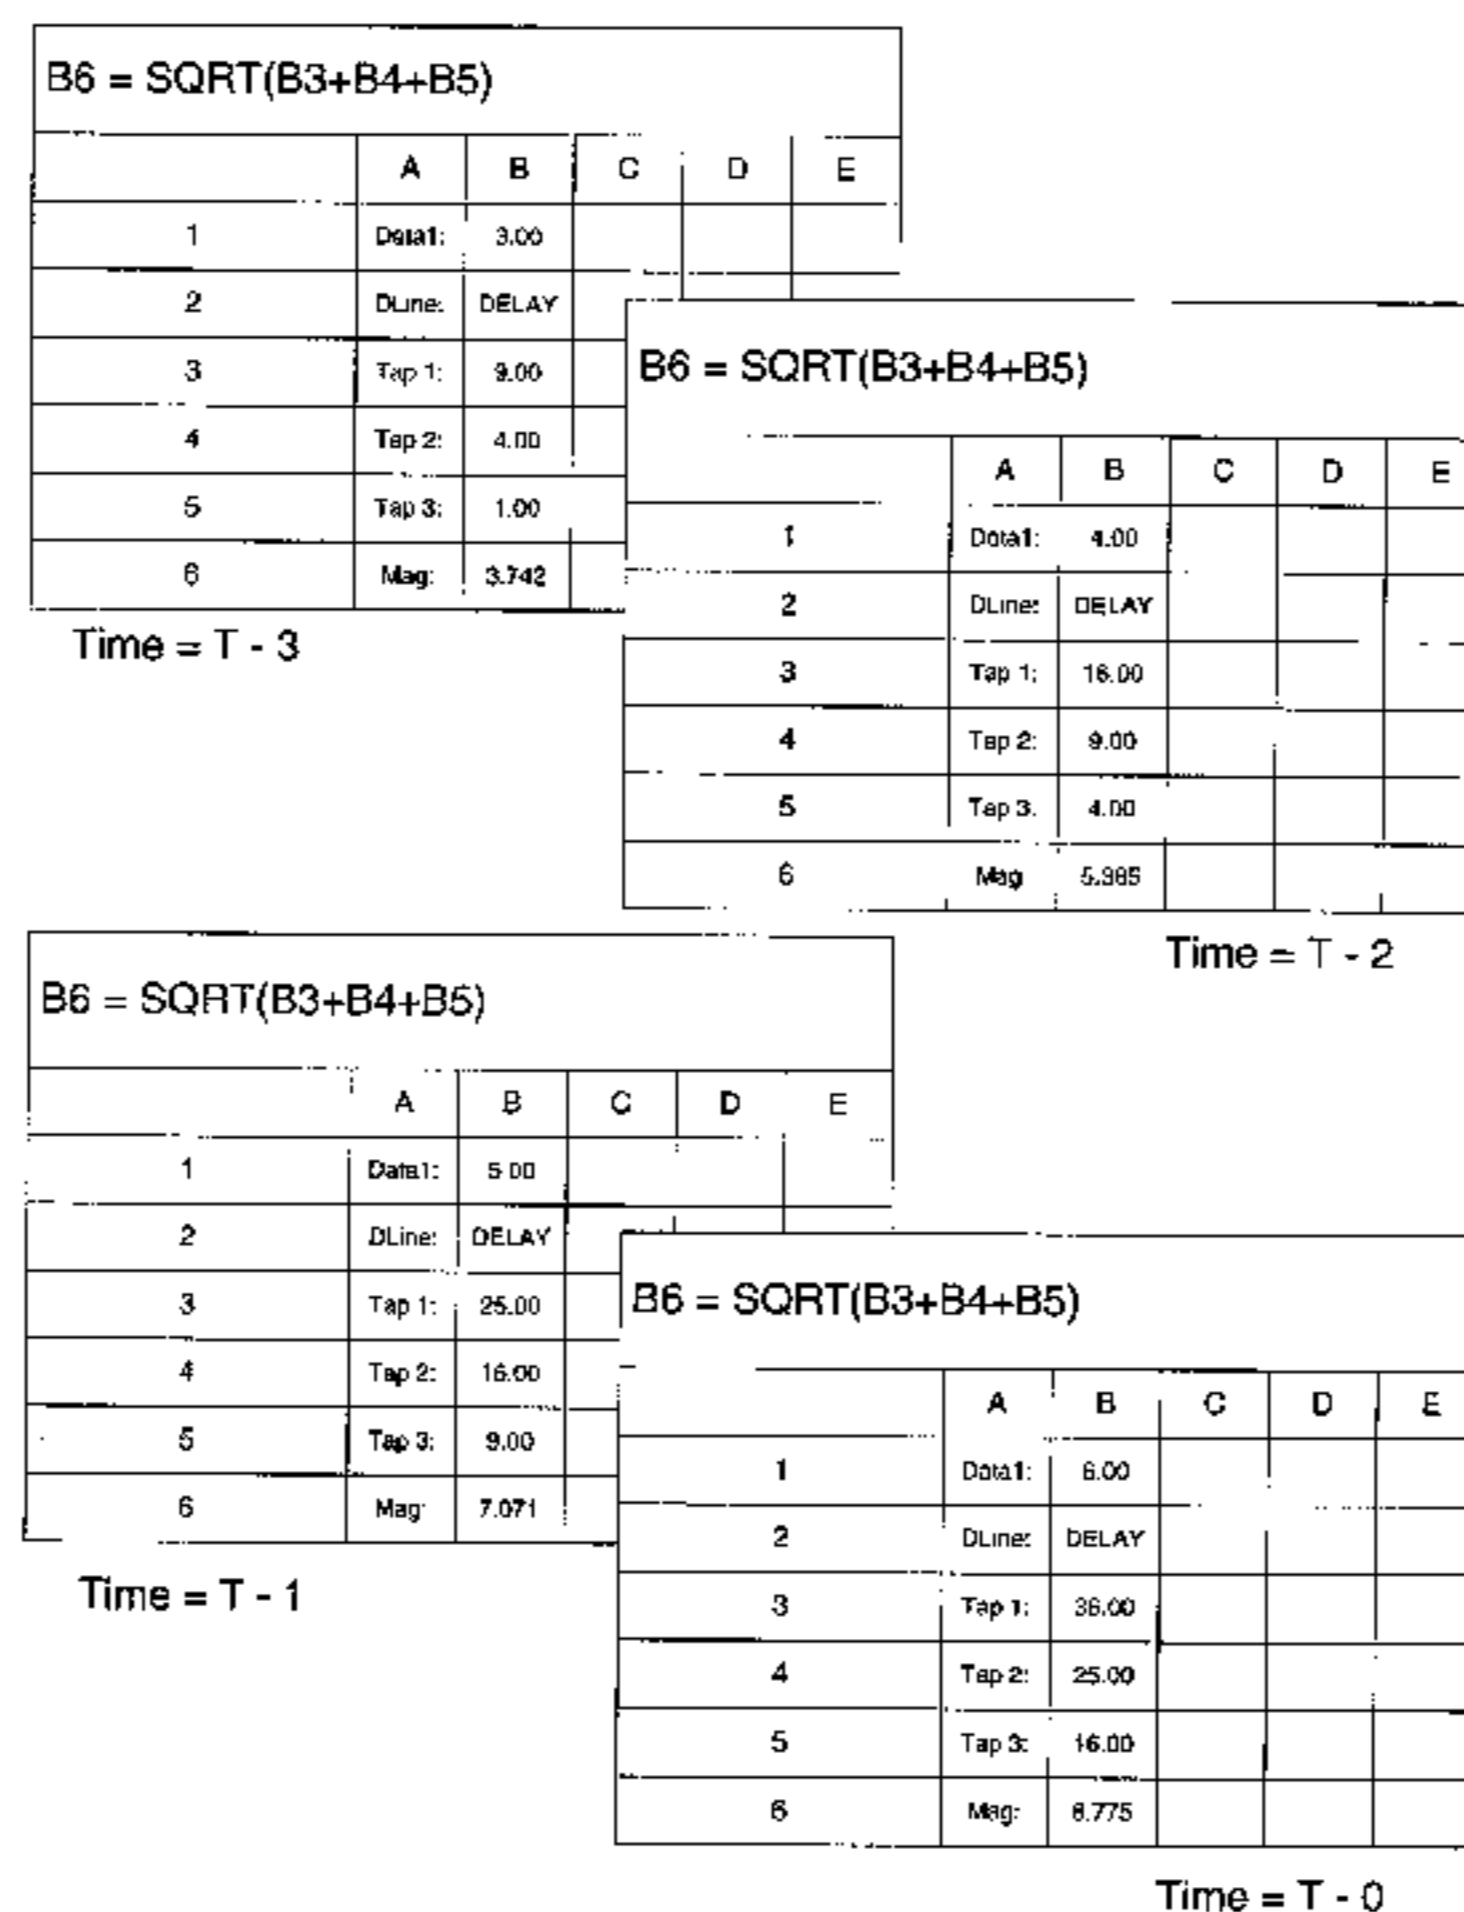 B6 = SQRT(B3+B4+B5)
A B C D E
1 Data1: 3.00
2 DLine: DELAY
3 Tap 1: 9.00
4 Tap 2: 4.00
5 Tap 3: 1.00
6 Mag: 3.742
Time = T - 3
B6 = SQRT(B3+B4+B5)
A B C D E
1 Data1: 4.00
2 DLine: DELAY
3 Tap 1: 16.00
4 Tap 2: 9.00
5 Tap 3: 4.00
6 Mag 5.385
Time = T - 2
B6 = SQRT(B3+B4+B5)
A B C D E
1 Data1: 5.00
2 DLine: DELAY
3 Tap 1: 25.00
4 Tap 2: 16.00
5 Tap 3: 9.00
6 Mag: 7.071
Time = T - 1
B6 = SQRT(B3+B4+B5)
A B C D E
1 Data1: 6.00
2 DLine: DELAY
3 Tap 1: 36.00
4 Tap 2: 25.00
5 Tap 3: 16.00
6 Mag: 8.775
Time = T - 0